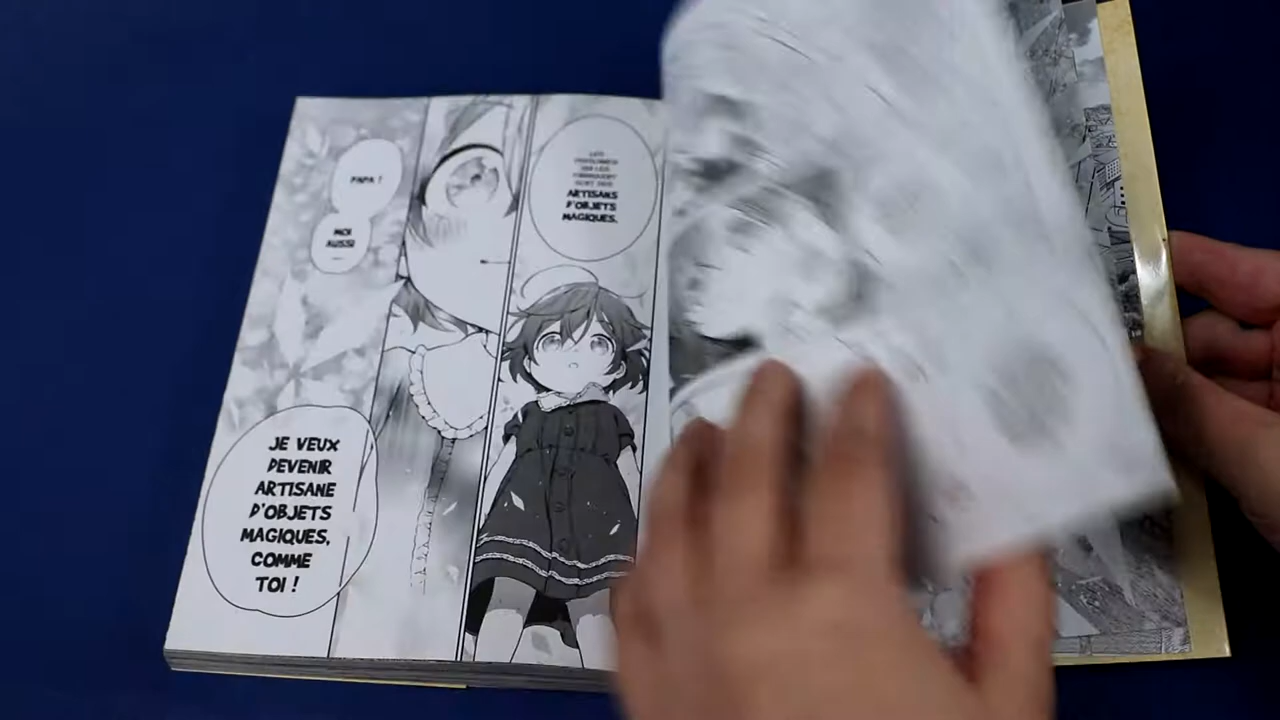 ARTISANS
D'OBJETS
MAGIQUES.
PAPA !
MOI
AUSSI
JE VEUX
DEVENIR
ARTISANE
D'OBJETS
MAGIQUES,
COMME
TOI !